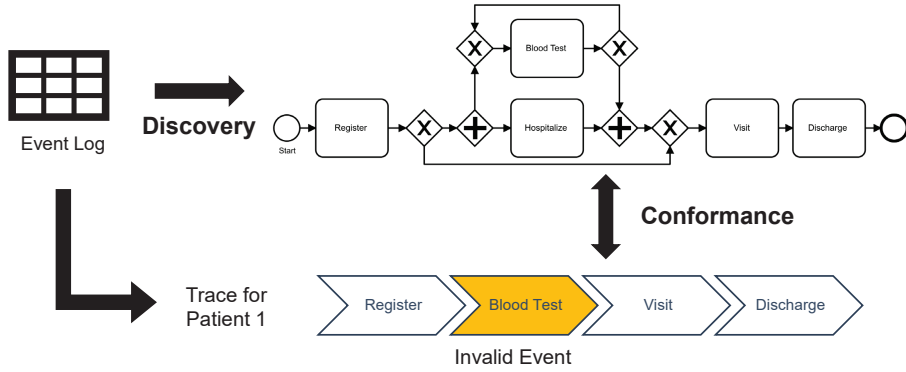 Blood Test
Event Log
Discovery
Start
Register
Hospitalize
Visit
Discharge
Conformance
Trace for
Patient 1
Register
Blood Test
Visit
Discharge
Invalid Event